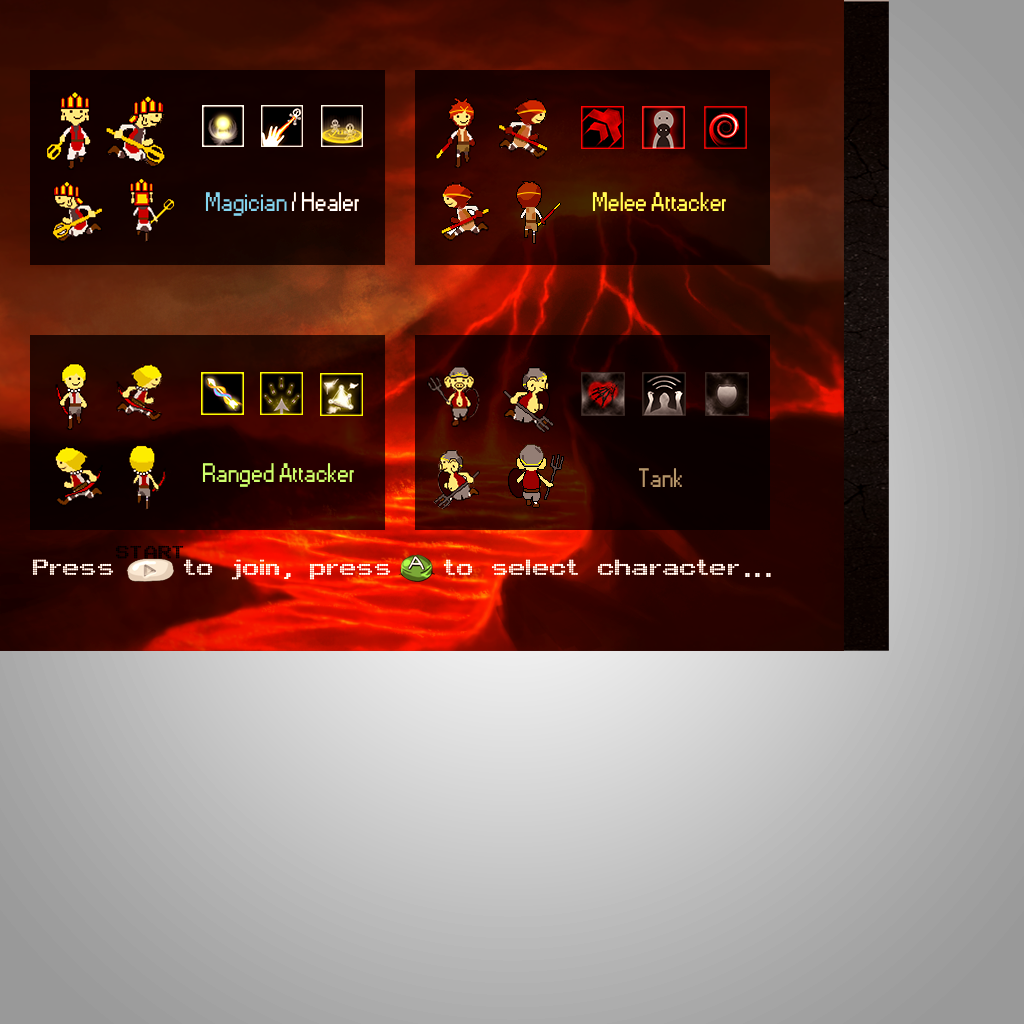 Magician / Healer
Melee Attacker
Ranged Attacker
Tank
START
Press to join, press A to select character...